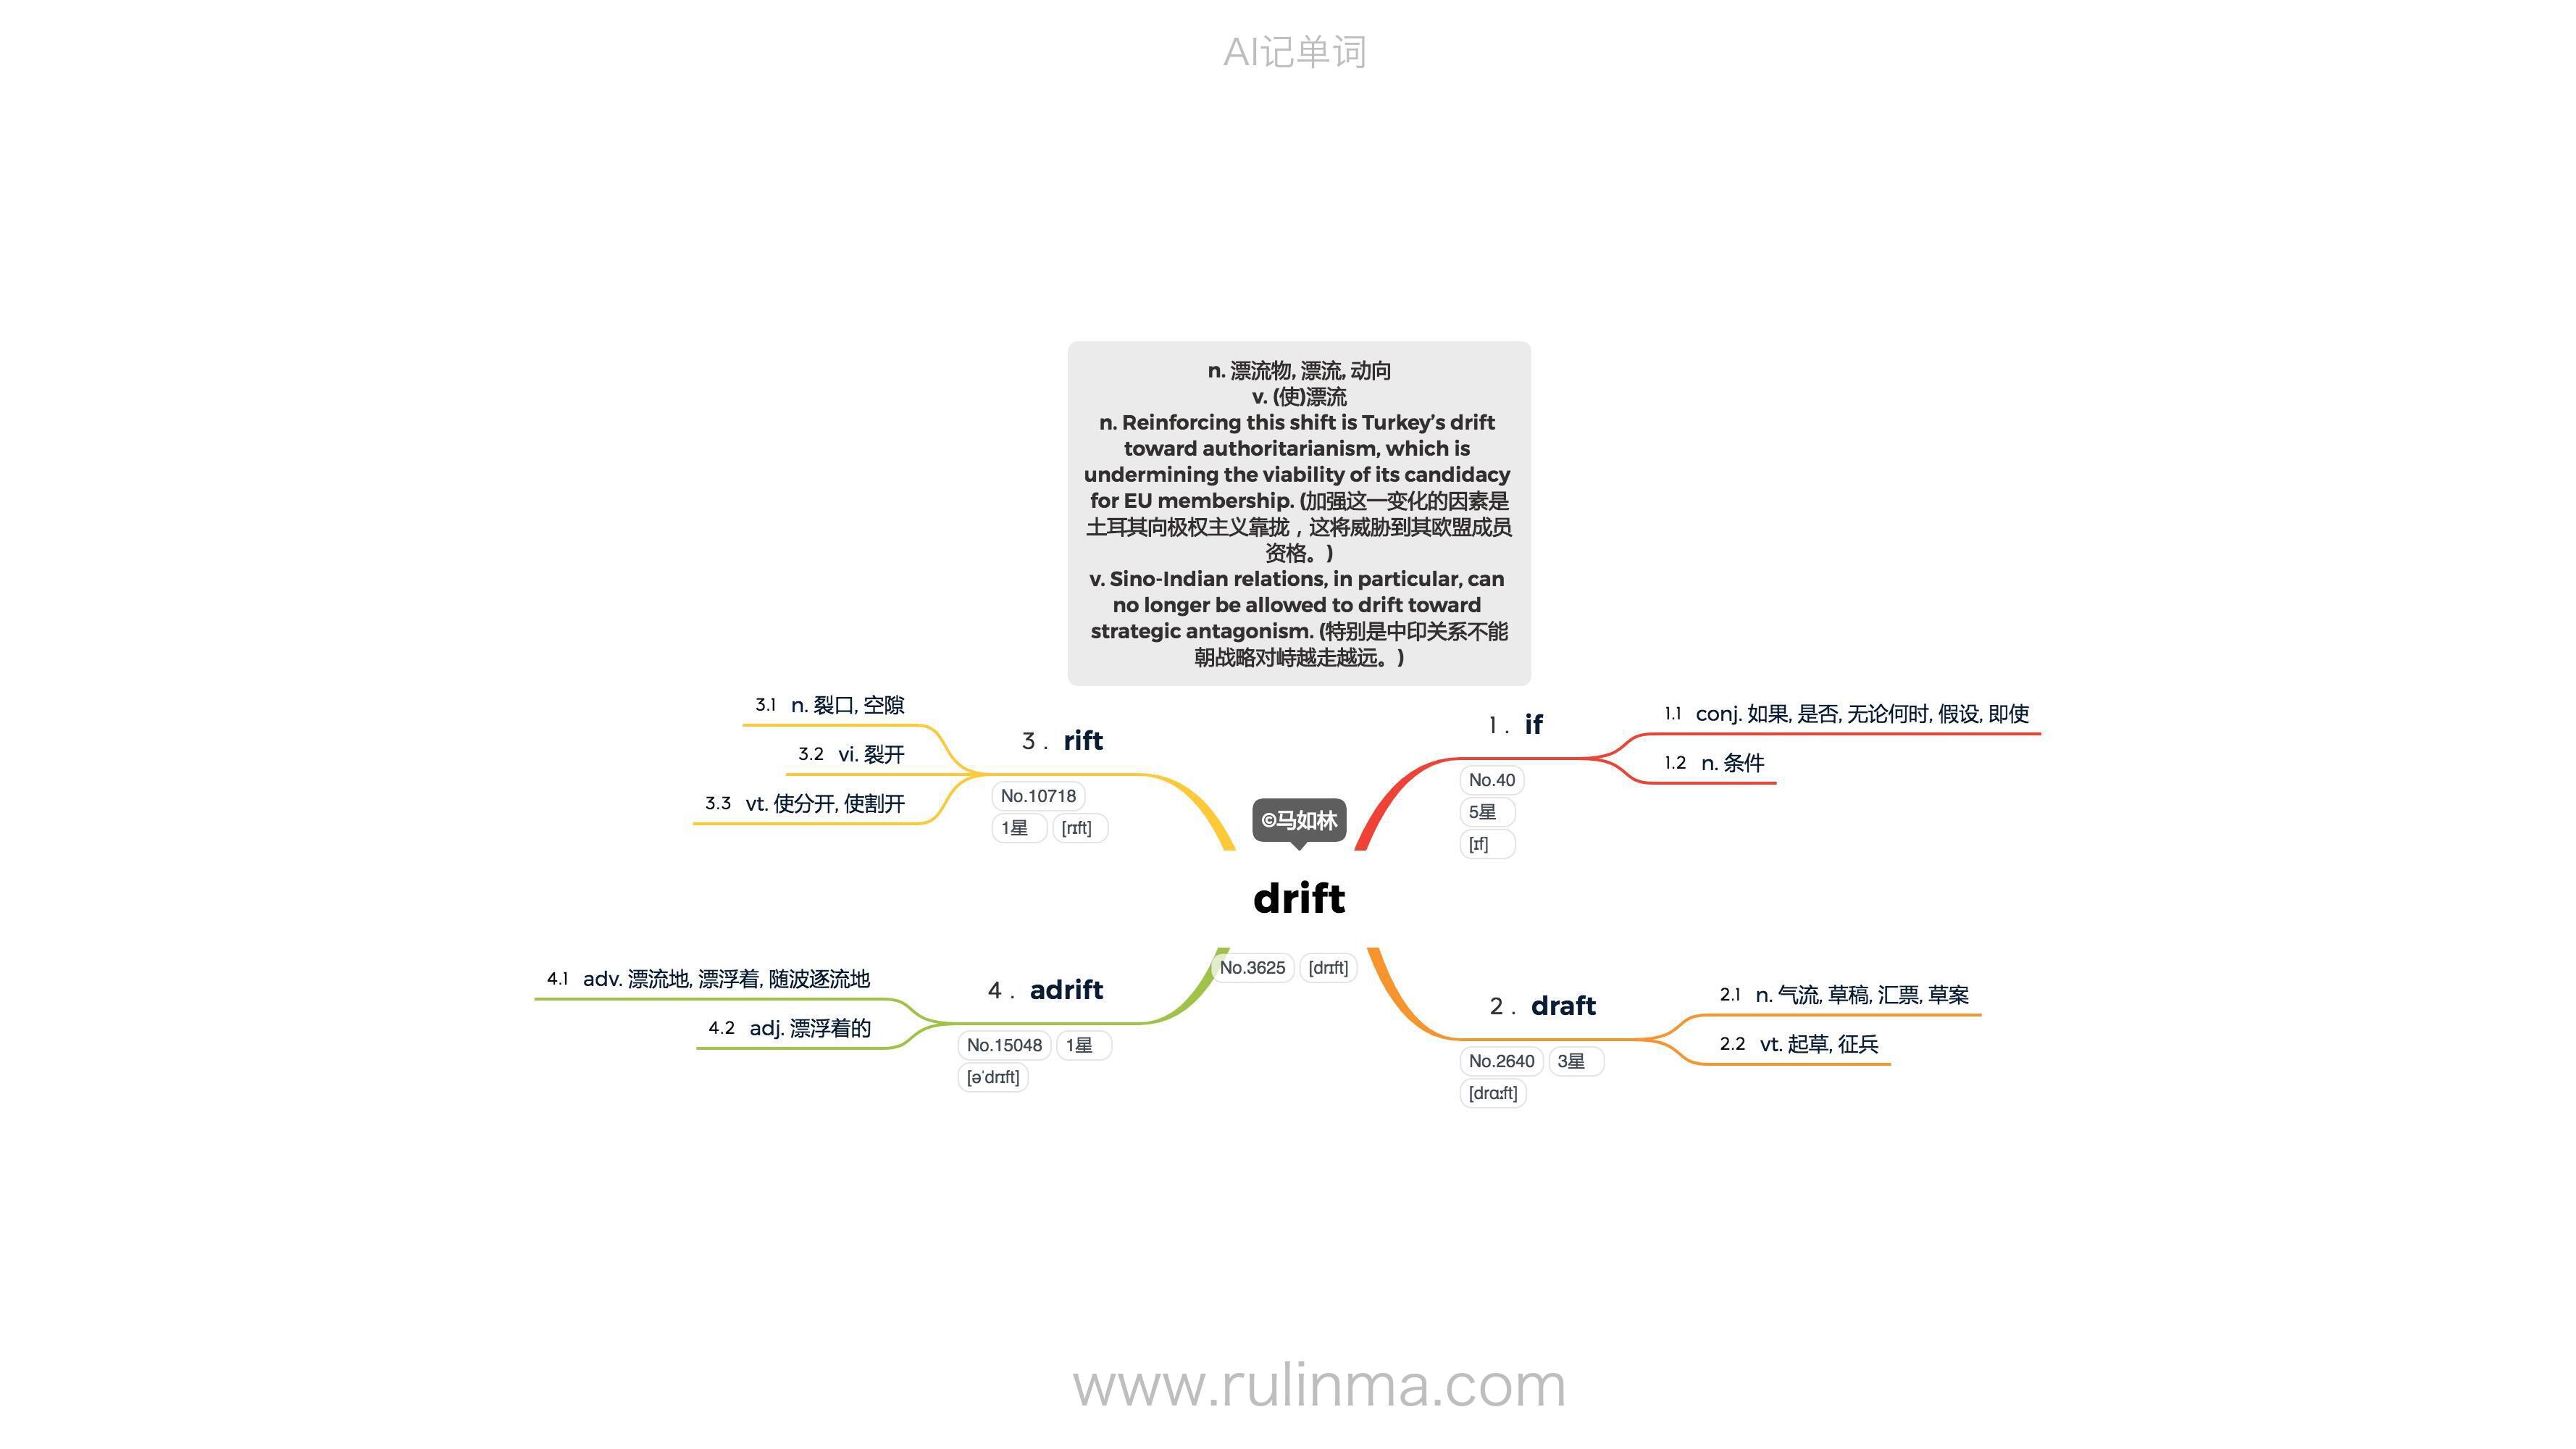 AI记单词
n. 漂流物, 漂流, 动向
v. (使)漂流
n. Reinforcing this shift is Turkey’s drift
toward authoritarianism, which is
undermining the viability of its candidacy
for EU membership. (加强这一变化的因素是
土耳其向极权主义靠拢，这将威胁到其欧盟成员
资格。)
v. Sino-Indian relations, in particular, can
no longer be allowed to drift toward
strategic antagonism. (特别是中印关系不能
朝战略对峙越走越远。)
©马如林
drift
No.3625 [drɪft]
1. if
No.40
5星
[ɪf]
1.1 conj. 如果, 是否, 无论何时, 假设, 即使
1.2 n. 条件
2. draft
No.2640 3星
[drɑːft]
2.1 n. 气流, 草稿, 汇票, 草案
2.2 vt. 起草, 征兵
3. rift
No.10718
1星 [rɪft]
3.1 n. 裂口, 空隙
3.2 vi. 裂开
3.3 vt. 使分开, 使割开
4. adrift
No.15048 1星
[əˈdrɪft]
4.1 adv. 漂流地, 漂浮着, 随波逐流地
4.2 adj. 漂浮着的
www.rulinma.com